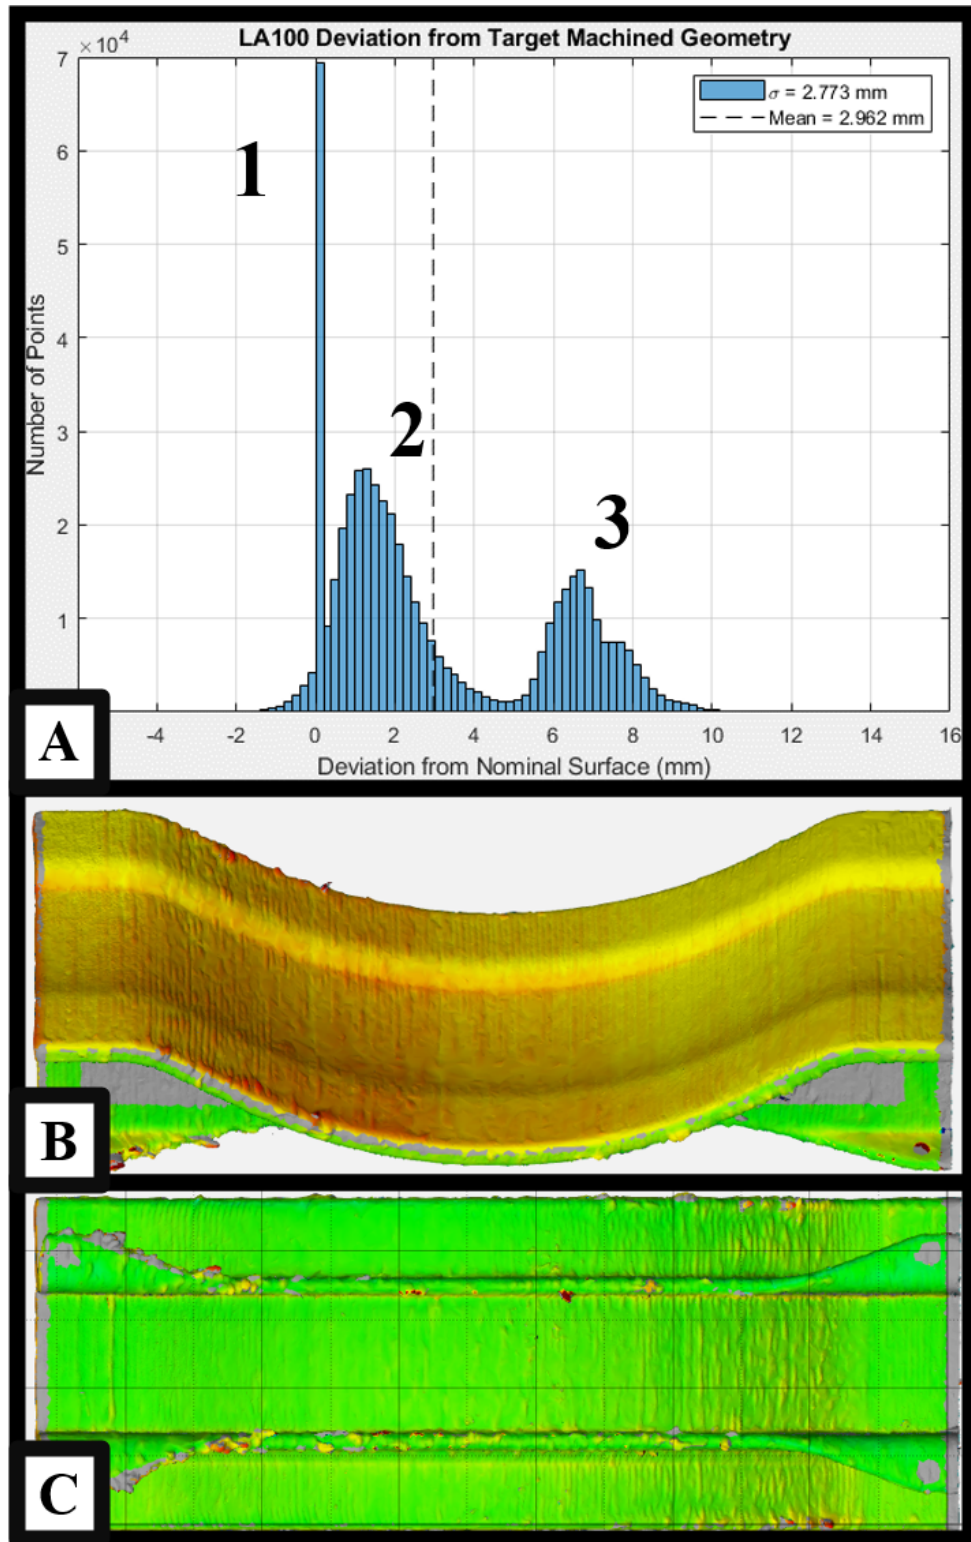 LA100 Deviation from Target Machined Geometry
×10⁴
7
6
5
4
3
2
1
Number of Points
σ = 2.773 mm
Mean = 2.962 mm
1
2
3
-4 -2 0 2 4 6 8 10 12 14 16
Deviation from Nominal Surface (mm)
A
B
C